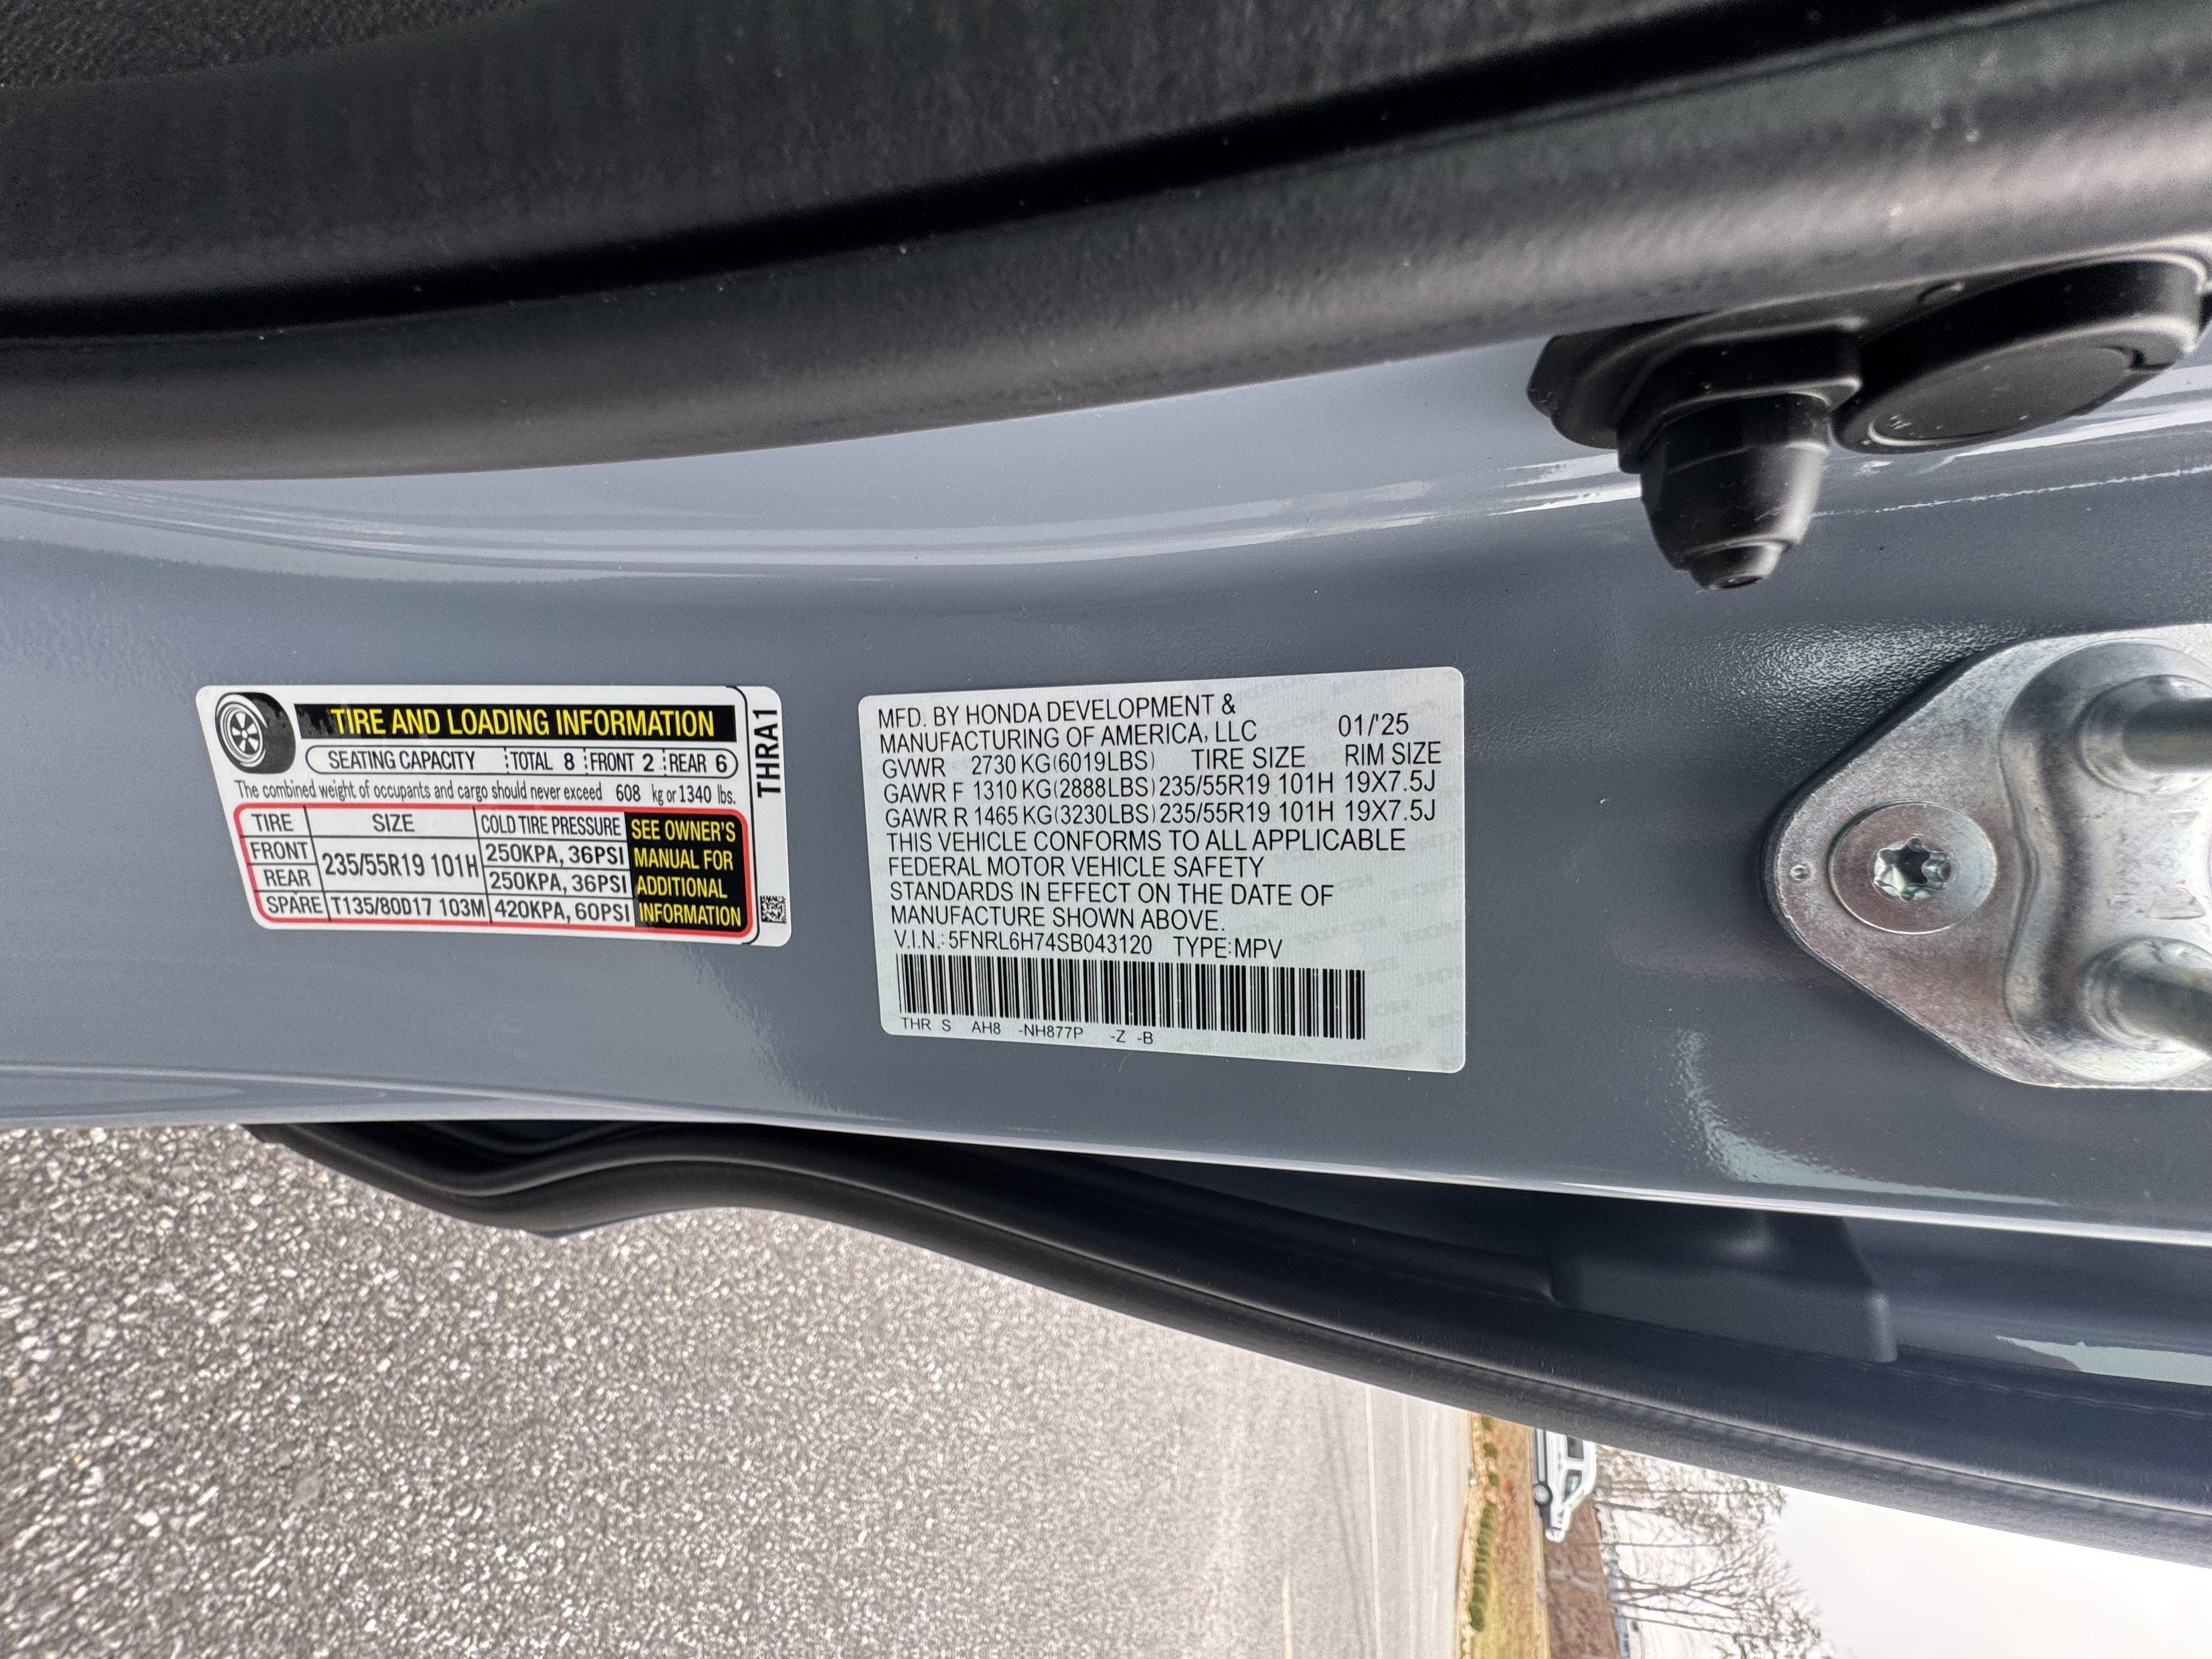 TIRE AND LOADING INFORMATION
SEATING CAPACITY TOTAL 8 FRONT 2 REAR 6
The combined weight of occupants and cargo should never exceed 608 kg or 1340 lbs.
TIRE SIZE COLD TIRE PRESSURE
FRONT 235/55R19 101H 250KPA, 36PSI
REAR 250KPA, 36PSI
SPARE T135/80D17 103M 420KPA, 60PSI
SEE OWNER'S
MANUAL FOR
ADDITIONAL
INFORMATION
THRA1
MFD. BY HONDA DEVELOPMENT &
MANUFACTURING OF AMERICA, LLC 01/'25
GVWR 2730 KG(6019LBS) TIRE SIZE RIM SIZE
GAWR F 1310 KG(2888LBS) 235/55R19 101H 19X7.5J
GAWR R 1465 KG(3230LBS) 235/55R19 101H 19X7.5J
THIS VEHICLE CONFORMS TO ALL APPLICABLE
FEDERAL MOTOR VEHICLE SAFETY
STANDARDS IN EFFECT ON THE DATE OF
MANUFACTURE SHOWN ABOVE.
V.I.N.: 5FNRL6H74SB043120 TYPE:MPV
THR S AH8 -NH877P -Z -B